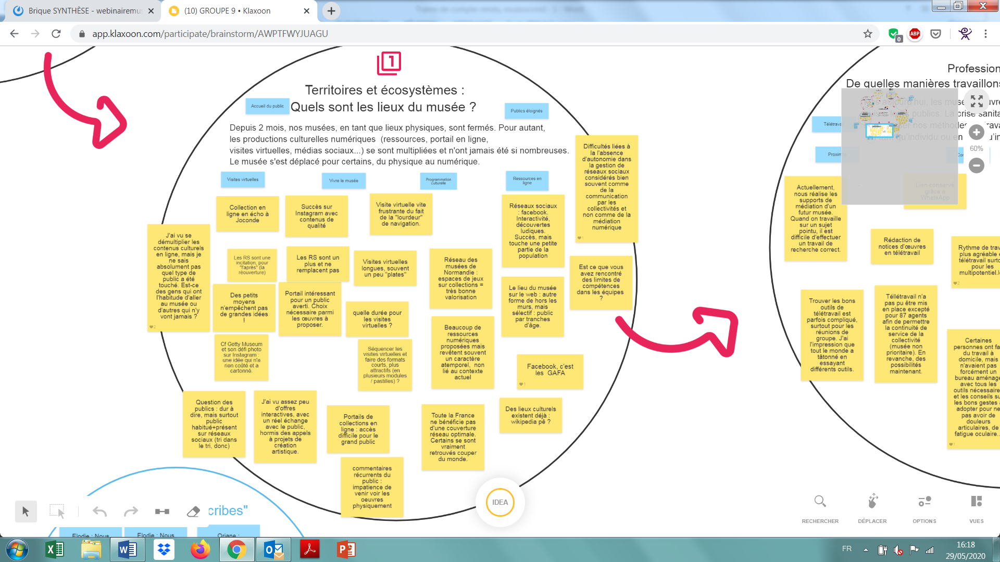 Brique SYNTHÈSE - webinairemus
(10) GROUPE 9 • Klaxoon
app.klaxoon.com/participate/brainstorm/AWPTFWYJUAGU
0
ABP
1
Territoires et écosystèmes :
Quels sont les lieux du musée ?
Accueil du public
Publics éloignés
Depuis 2 mois, nos musées, en tant que lieux physiques, sont fermés. Pour autant,
les productions culturelles numériques (ressources, portail en ligne,
visites virtuelles, médias sociaux...) se sont multipliées et n'ont jamais été si nombreuses.
Le musée s'est déplacé pour certains, du physique au numérique.
Visites virtuelles
Vivre le musée
Programmation
culturelle
Ressources en
ligne
Difficultés liées à
la l'absence
d'autonomie dans
la gestion de
réseaux sociaux
considérés bien
souvent comme
de la
communication
par les
collectivités et
non comme de la
médiation
numérique
1
Collection en
ligne en écho à
Joconde
Succès sur
Instagram avec
contenus de
qualité
Visite virtuelle vite
frustrante du fait
de la "lourdeur"
de navigation.
Réseaux sociaux
: facebook.
Interactivité,
découvertes
ludiques.
Succès, mais
touche une petite
partie de la
population
J'ai vu se
démultiplier les
contenus culturels
en ligne, mais je
ne sais
absolument pas
quel type de
public a été
touché. Est-ce
des gens qui ont
l'habitude d'aller
au musée ou
d'autres qui n'y
vont jamais ?
2
Les RS sont une
incitation, pour
"l'après" (la
réouverture)
Les RS sont un
plus et ne
remplacent pas
Visites virtuelles
longues, souvent
un peu "plates"
Réseau des
musées de
Normandie :
espaces de jeux
sur collections =
très bonne
valorisation
Est ce que vous
avez rencontré
des limites de
compétences
dans les équipes
?
Le lieu du musée
sur le web : autre
forme de hors les
murs, mais
sélectif : public
par tranches
d'âge.
Des petits
moyens
n'empêchent pas
de grandes idées
!
Portail intéressant
pour un public
averti. Choix
nécessaire parmi
les œuvres à
proposer.
quelle durée pour
les visites
virtuelles ?
Beaucoup de
ressources
numériques
proposées mais
revêtent souvent
un caractère
atemporel, non
lié au contexte
actuel
Cf Getty Museum
et son défi photo
sur Instagram :
une idée qui n'a
rien coûté et a
cartonné.
Séquencer les
visites virtuelles et
faire des formats
courts, plus
attractifs (en
plusieurs modules
/ pastilles) ?
Facebook, c'est
les GAFA
1
Question des
publics : dur à
dire, mais surtout
public
habitué+présent
sur réseaux
sociaux (tri dans
le tri, donc)
J'ai vu assez peu
d'offres
interactives, avec
un réel échange
avec le public,
hormis des appels
à projets de
création
artistique.
Portails de
collections en
ligne : accès
difficile pour le
grand public
Toute la France
ne bénéficie pas
d'une couverture
réseau optimale.
Certains se sont
vraiment
retrouvés couper
du monde.
Des lieux culturels
existent déjà :
wikipedia pê ?
commentaires
récurrents du
public :
impatience de
venir voir les
oeuvres
physiquement
Profession
De quelles manières travaillons
Télétrava
Proxim
Actuellement,
nous réalise les
supports de
médiation d'un
futur musée.
Quand on travaille
sur un sujet
pointu, il est
difficile d'effectuer
un travail de
recherche correct.
Lien conservé
grâce à
WhatsApp
Rédaction de
notices d'œuvres
en télétravail
Rythme de trav
plus agréable e
télétravail surto
pour les
multipotentiel.le
2
Trouver les bons
outils de
télétravail est
parfois compliqué,
surtout pour les
réunions de
groupe. J'ai
l'impression que
tout le monde a
tâtonné en
essayant
différents outils.
Téllétravail n'a
pas pu être mis
en place excepté
pour 87 agents
afin de permettre
la continuité de
service de la
collectivité
(musée non
prioritaire). En
revanche, des
possibilités
maintenant.
Certaines
personnes ont fa
du travail à
domicile, mais
n'avaient pas
forcément un
bureau aménagé
avec tous les
outils nécessaire
et les conseils su
les bons gestes à
adopter pour ne
pas avoir de
douleurs
articulaires, de
fatigue oculaire..
1
60%
IDEA
cribes"
Elodie : Nous
Elodie : Nous
Oriane :
RECHERCHER
DÉPLACER
OPTIONS
VUES
FR
16:18
29/05/2020